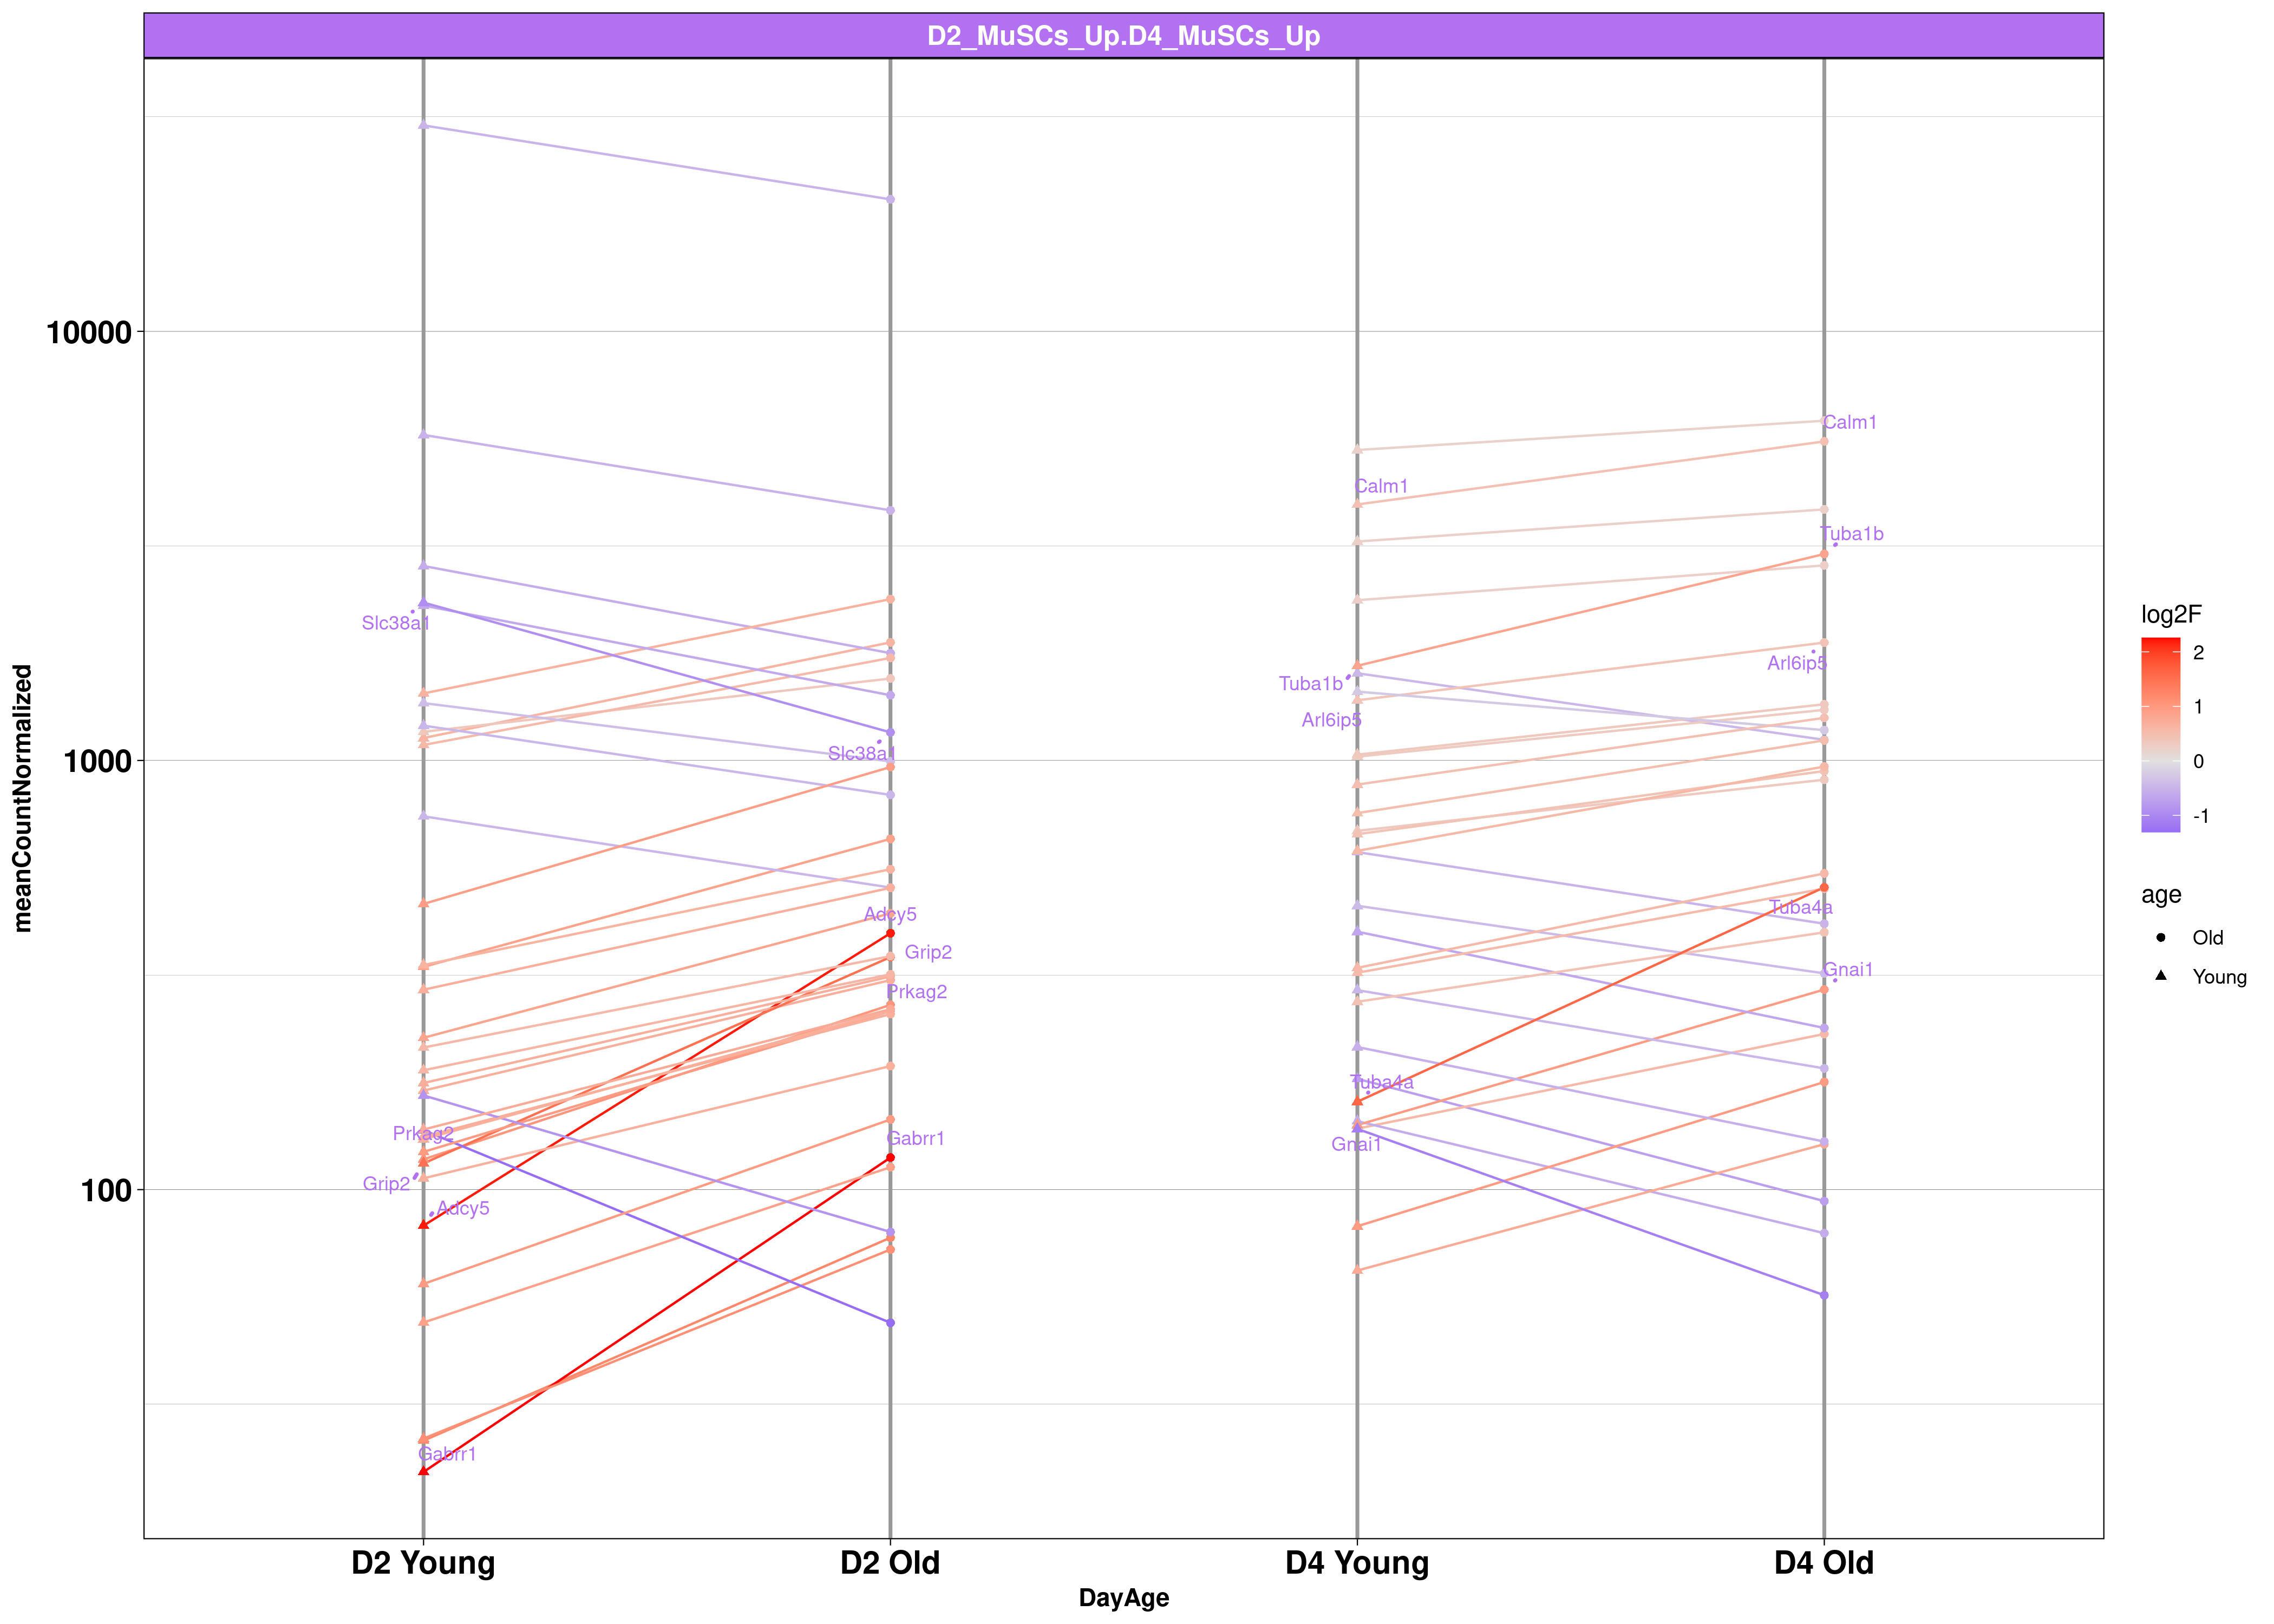 D2_MuSCs_Up.D4_MuSCs_Up
meanCountNormalized
10000
1000
100
Calm1
Calm1
Tuba1b
Slc38a1
Arl6ip5
Tuba1b
Arl6ip5
Slc38a1
Tuba4a
Adcy5
Grip2
Gnai1
Prkag2
Tuba4a
Prkag2
Gabrr1
Gnai1
Grip2
Adcy5
Gabrr1
D2 Young
D2 Old
D4 Young
D4 Old
DayAge
log2F
2
1
0
-1
age
Old
Young